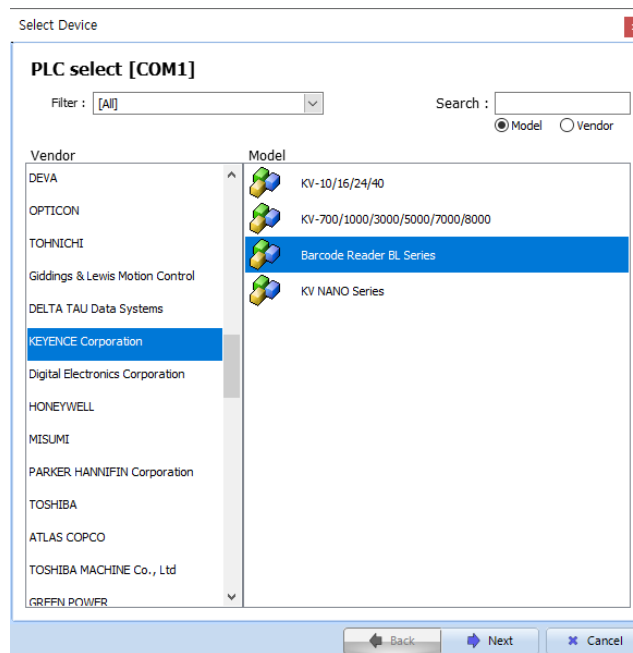 Select Device
PLC select [COM1]
Filter : [All]
Search :
Model Vendor
Vendor
DEVA
OPTICON
TOHNICHI
Giddings & Lewis Motion Control
DELTA TAU Data Systems
KEYENCE Corporation
Digital Electronics Corporation
HONEYWELL
MISUMI
PARKER HANNIFIN Corporation
TOSHIBA
ATLAS COPCO
TOSHIBA MACHINE Co., Ltd
GREEN POWER
Model
KV-10/16/24/40
KV-700/1000/3000/5000/7000/8000
Barcode Reader BL Series
KV NANO Series
Back Next Cancel